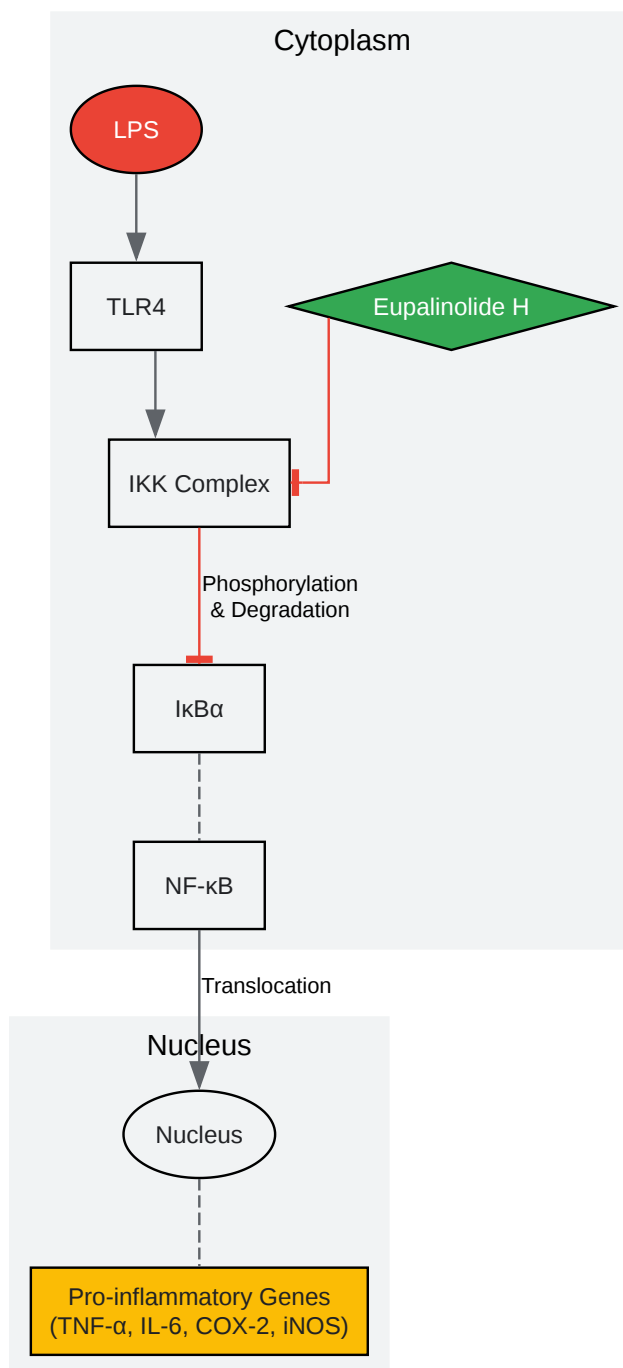 Cytoplasm
LPS
TLR4
Eupalinolide H
IKK Complex
Phosphorylation
& Degradation
IκBα
NF-κB
Translocation
Nucleus
Nucleus
Pro-inflammatory Genes
(TNF-α, IL-6, COX-2, iNOS)